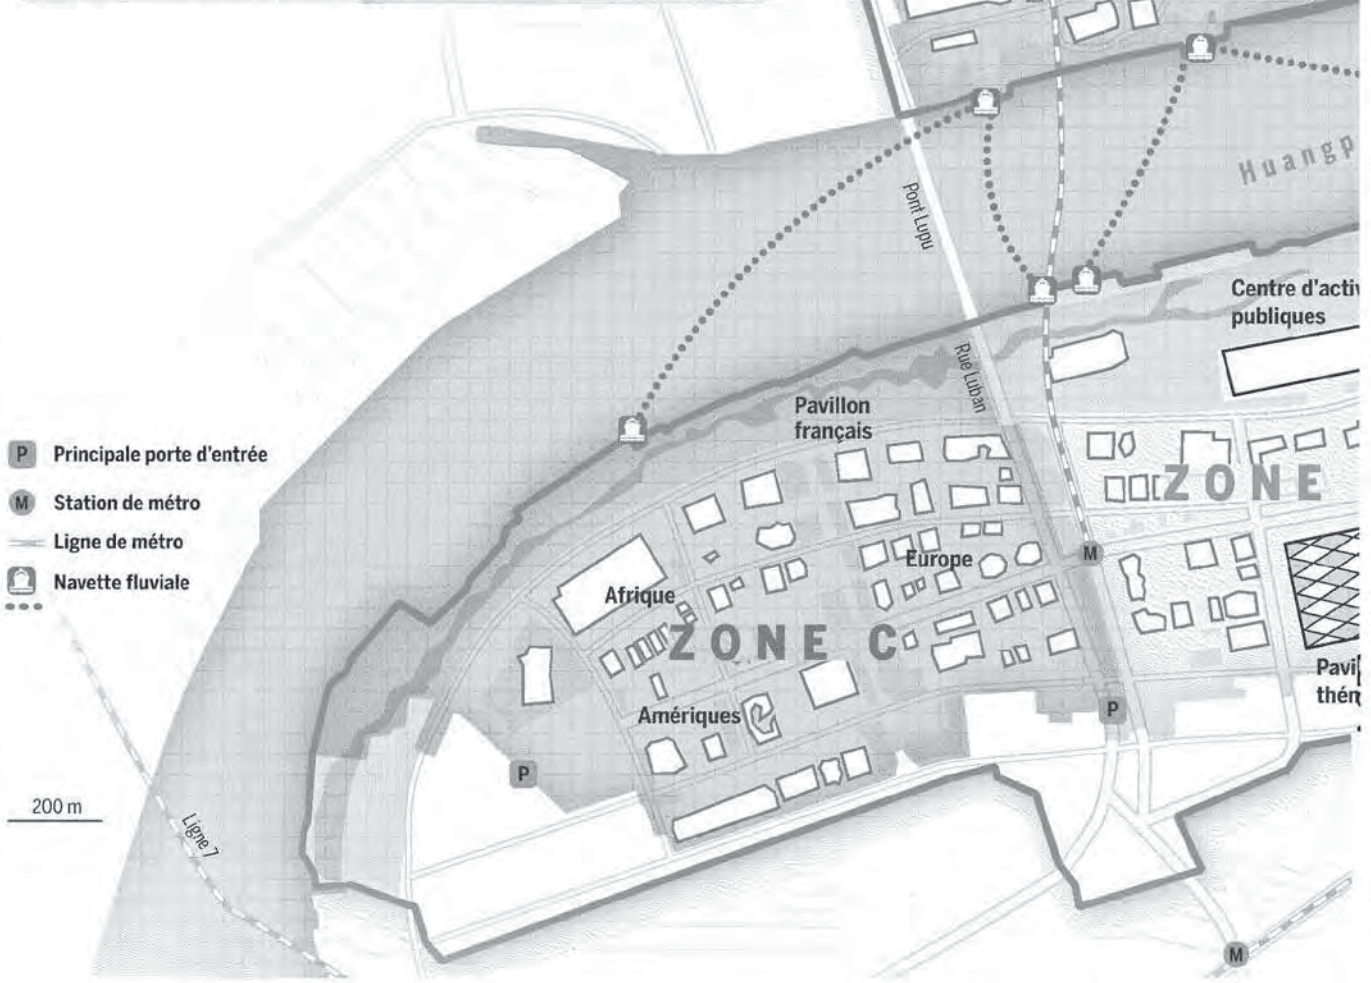 Huangp
Pont Lupu
Centre d'activ
publiques
Rue Luban
Pavillon
français
P Principale porte d'entrée
M Station de métro
Ligne de métro
Navette fluviale
ZONE
M
Europe
Afrique
ZONE C
Pavi
thém
Amériques
P
P
200 m
Ligne 7
M